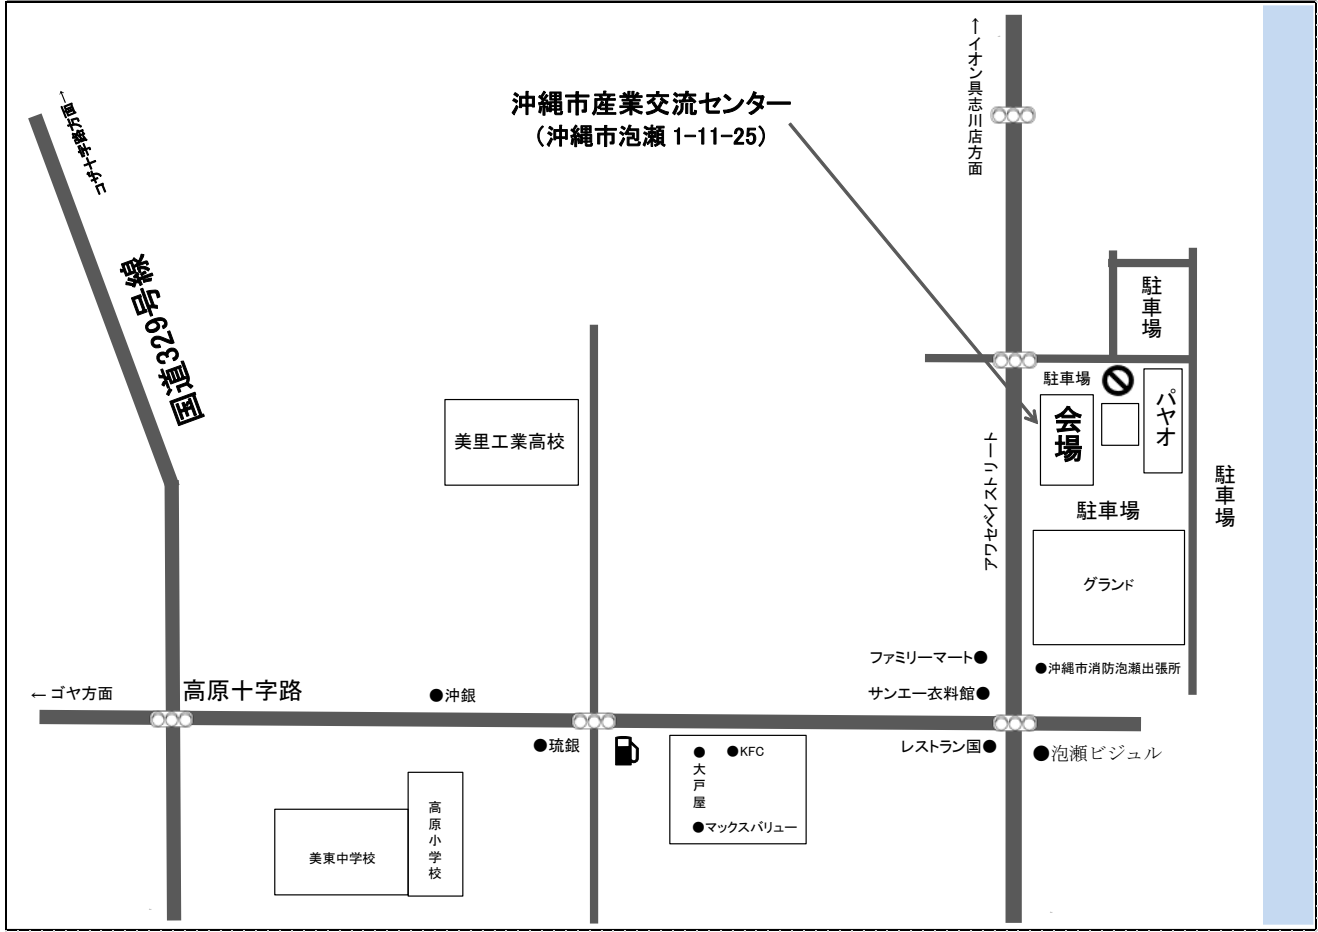 ↑イオン具志川店方面
沖縄市産業交流センター
（沖縄市泡瀬 1-11-25）
コザ十字路方面→
国道329号線
駐車場
駐車場
会場
パヤオ
美里工業高校
アワセベイストリート
駐車場
駐車場
グランド
ファミリーマート●
●沖縄市消防泡瀬出張所
← ゴヤ方面
高原十字路
●沖銀
サンエー衣料館●
●琉銀
●
大戸屋
●KFC
レストラン国●
●泡瀬ビジュル
●マックスバリュー
高原小学校
美東中学校